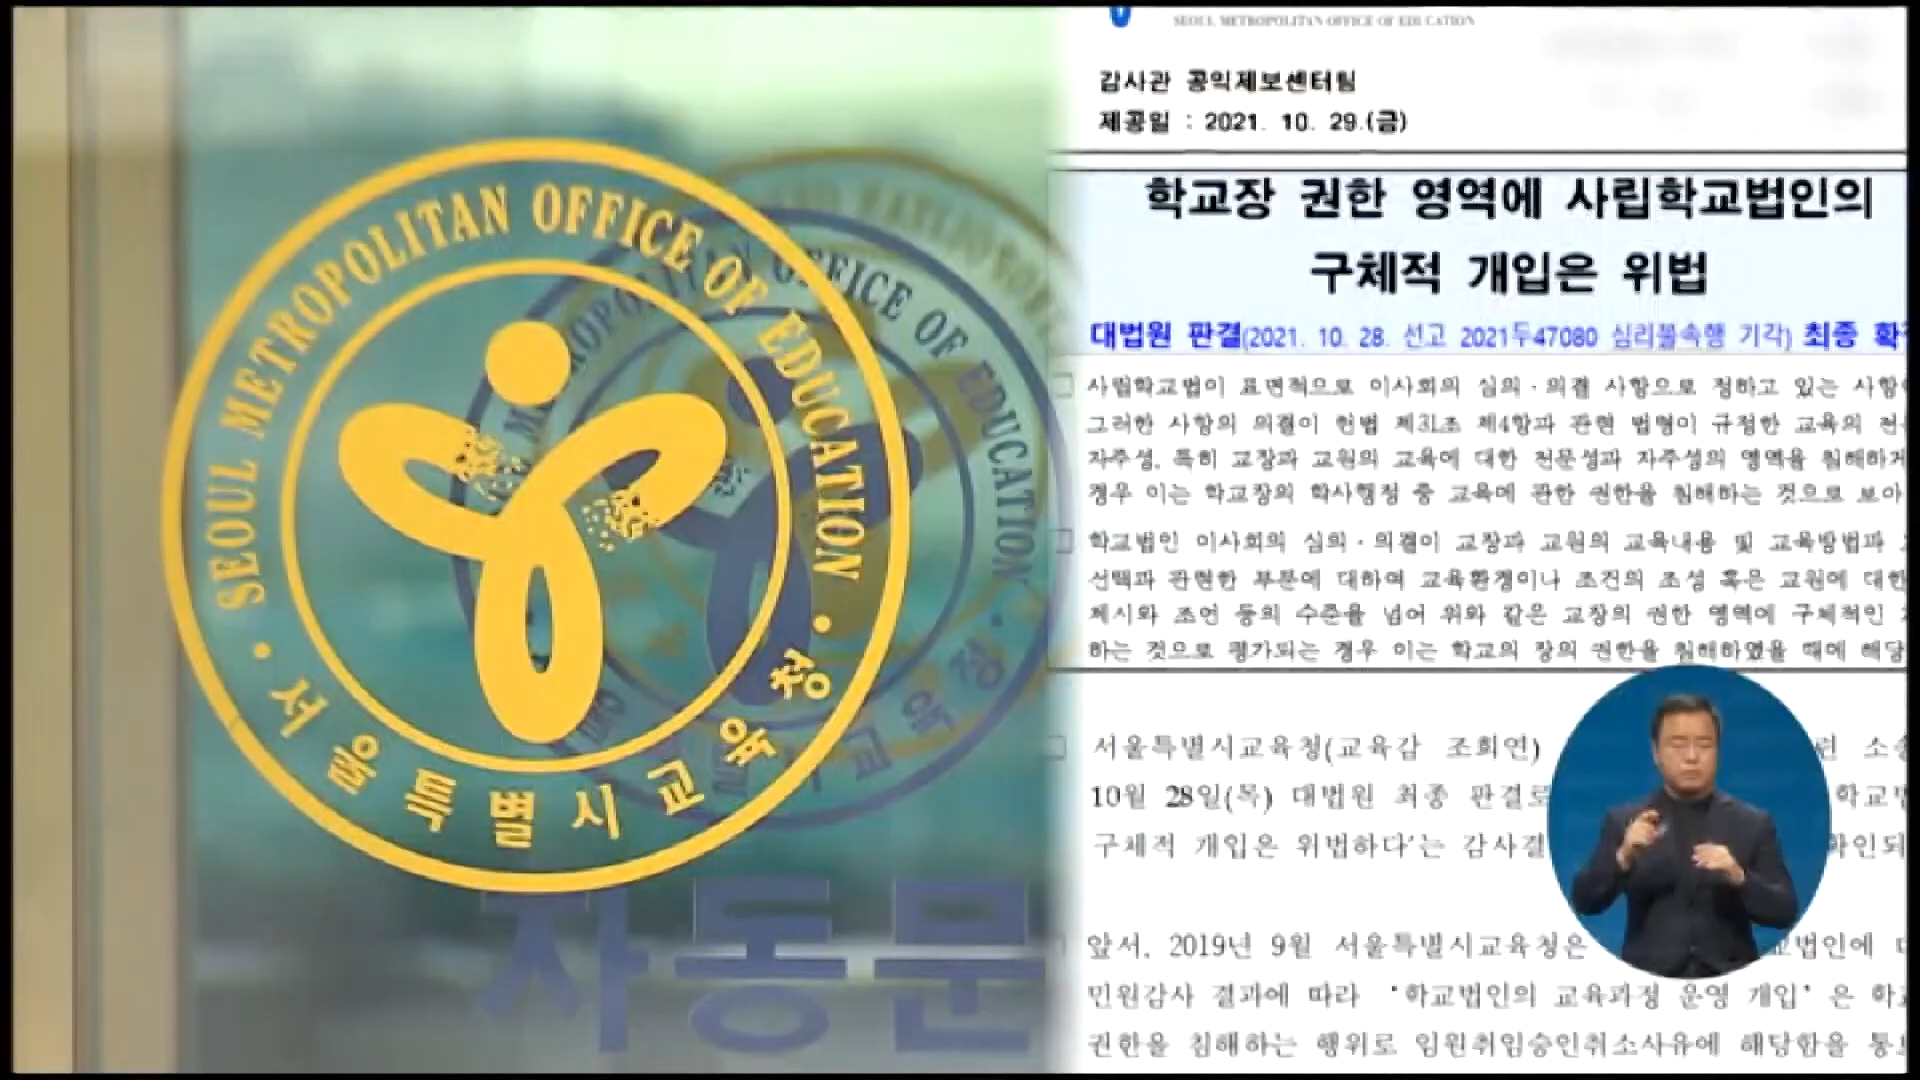 SEOUL METROPOLITAN OFFICE OF EDUCATION
서울특별시교육청
자동문
SEOUL METROPOLITAN OFFICE OF EDUCATION
감사관 공익제보센터팀
제공일 : 2021. 10. 29.(금)
학교장 권한 영역에 사립학교법인의
구체적 개입은 위법
대법원 판결(2021. 10. 28. 선고 2021두47080 심리불속행 기각) 최종
사립학교법이 표면적으로 이사회의 심의·의결 사항으로 정하고 있는
그러한 사항의 의결이 헌법 제31조 제4항과 관련 법령이 규정한 교육의
자주성, 특히 교장과 교원의 교육에 대한 전문성과 자주성의 영역을
경우 이는 학교장의 학사행정 중 교육에 관한 권한을 침해하는 것으로
학교법인 이사회의 심의·의결이 교장과 교원의 교육내용 및 교육방법과
선택과 관련한 부분에 대하여 교육환경이나 조건의 조성 혹은 교원에 대한
제시와 조언 등의 수준을 넘어 위와 같은 교장의 권한 영역에 구체적인
하는 것으로 평가되는 경우 이는 학교의 장의 권한을 침해하였을 때에
서울특별시교육청(교육감 조희연)
10월 28일(목) 대법원 최종 판결로
구체적 개입은 위법하다'는
앞서, 2019년 9월 서울특별시교육청은
민원감사 결과에 따라 '학교법인의 교육과정 운영 개입' 은
권한을 침해하는 행위로 임원취임승인취소사유에 해당함을